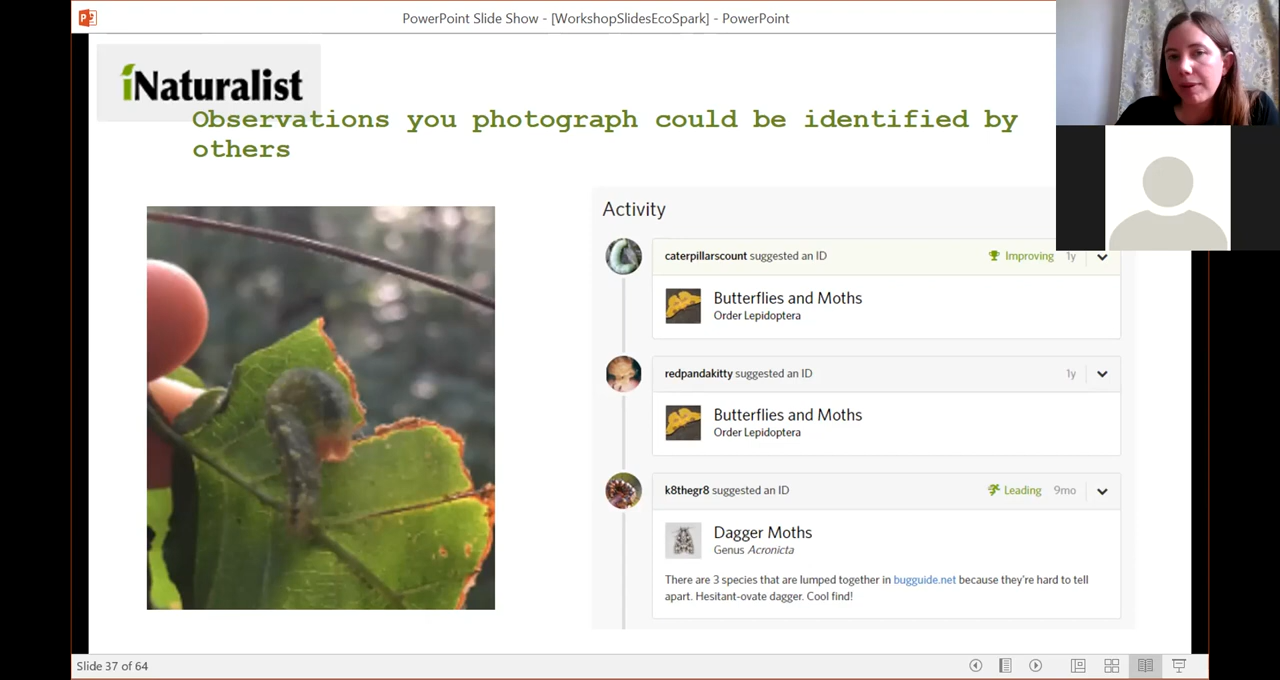 PowerPoint Slide Show - [WorkshopSlidesEcoSpark] - PowerPoint
iNaturalist
Observations you photograph could be identified by
others
Activity
caterpillarscount suggested an ID
Improving 1y
Butterflies and Moths
Order Lepidoptera
redpandakitty suggested an ID
1y
Butterflies and Moths
Order Lepidoptera
k8thegr8 suggested an ID
Leading 9mo
Dagger Moths
Genus Acronicta
There are 3 species that are lumped together in bugguide.net because they're hard to tell
apart. Hesitant-ovate dagger. Cool find!
Slide 37 of 64